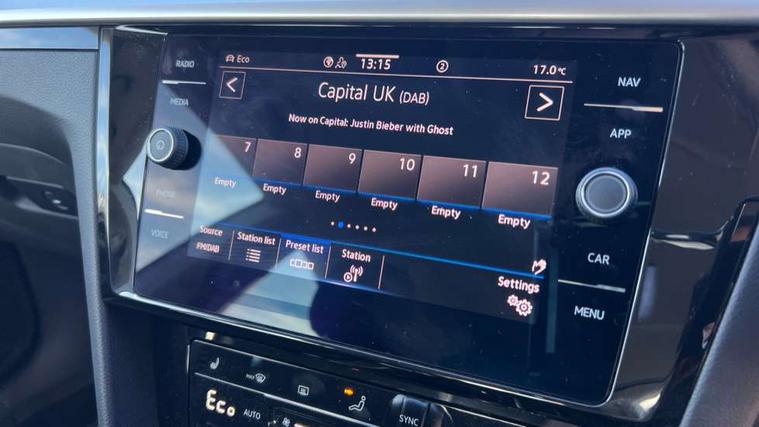 RADIO
MEDIA
PHONE
VOICE
Eco 13:15 2 17.0°C
Capital UK (DAB)
Now on Capital: Justin Bieber with Ghost
7 8 9 10 11 12
Empty Empty Empty Empty Empty Empty
Source Station list Preset list Station
FM/DAB
Settings
NAV
APP
CAR
MENU
MAX
Eco AUTO SYNC